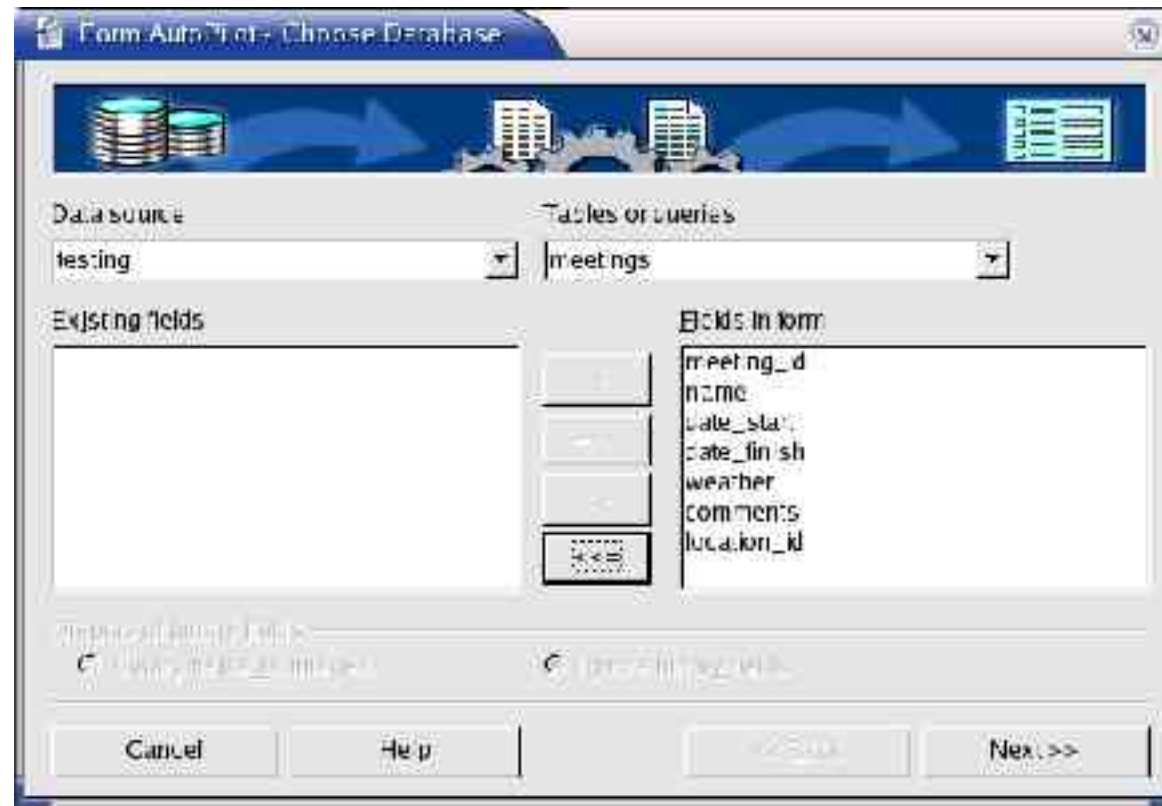 Form AutoPilot - Choose Database
Data source
Tables or queries
testing
meetings
Existing fields
Fields in form
meeting_id
name
date_start
date_finish
weather
comments
location_id
<<=
Cancel
Help
<< Back
Next >>